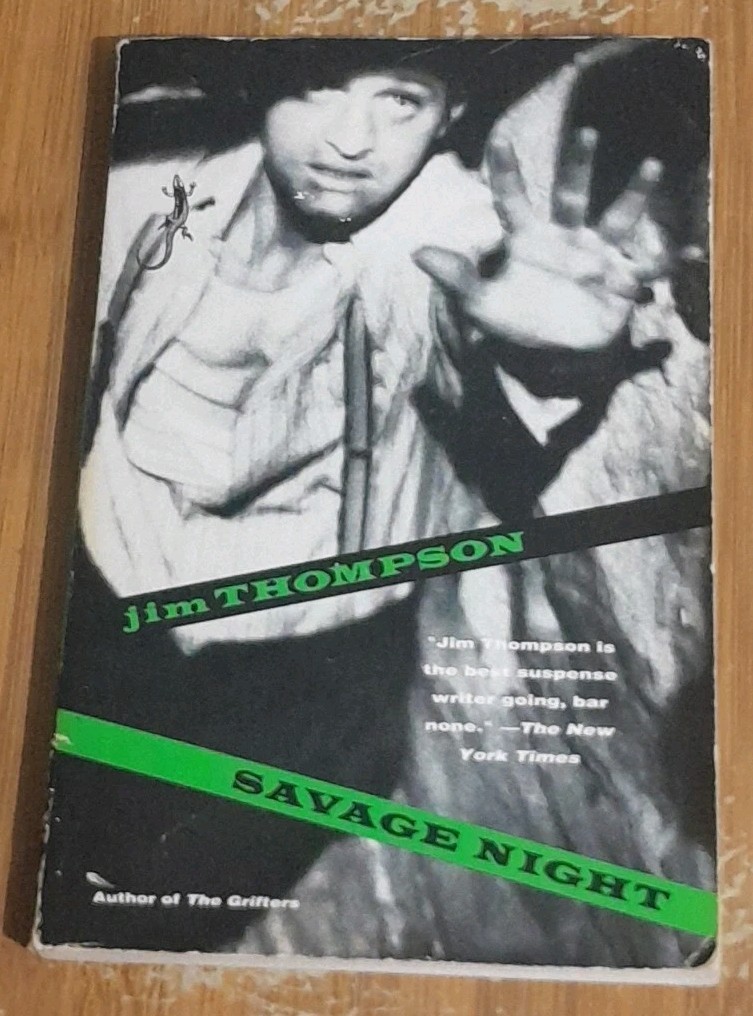 jim THOMPSON
"Jim Thompson is
the best suspense
writer going, bar
none." —The New
York Times
SAVAGE NIGHT
Author of The Grifters